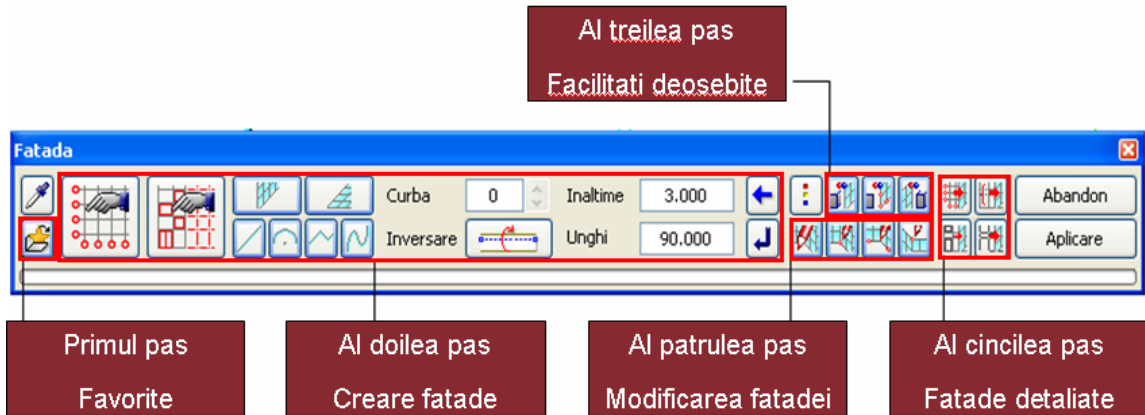 Al treilea pas
Facilitati deosebite
Fatada
Curba 0 Inaltime 3.000 Abandon
Inversare Unghi 90.000 Aplicare
Primul pas
Favorite
Al doilea pas
Creare fatade
Al patrulea pas
Modificarea fatadei
Al cincilea pas
Fatade detaliate